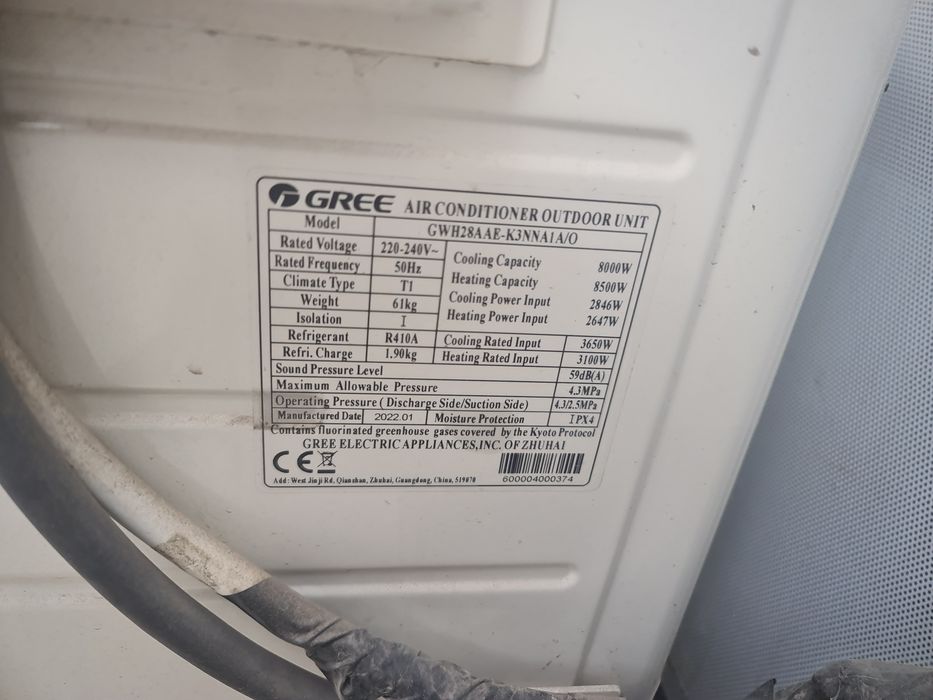 GREE AIR CONDITIONER OUTDOOR UNIT
Model GWH28AAE-K3NNA1A/O
Rated Voltage 220-240V~ Cooling Capacity 8000W
Rated Frequency 50Hz Heating Capacity 8500W
Climate Type T1 Cooling Power Input 2846W
Weight 61kg Heating Power Input 2647W
Isolation I
Refrigerant R410A Cooling Rated Input 3650W
Refri. Charge 1.90kg Heating Rated Input 3100W
Sound Pressure Level 59dB(A)
Maximum Allowable Pressure 4.3MPa
Operating Pressure ( Discharge Side/Suction Side) 4.3/2.5MPa
Manufactured Date 2022.01 Moisture Protection IPX4
Contains fluorinated greenhouse gases covered by the Kyoto Protocol
GREE ELECTRIC APPLIANCES,INC. OF ZHUHAI
CE
600004000374
Add: West Jinji Rd, Qianshan, Zhuhai, Guangdong, China, 519070